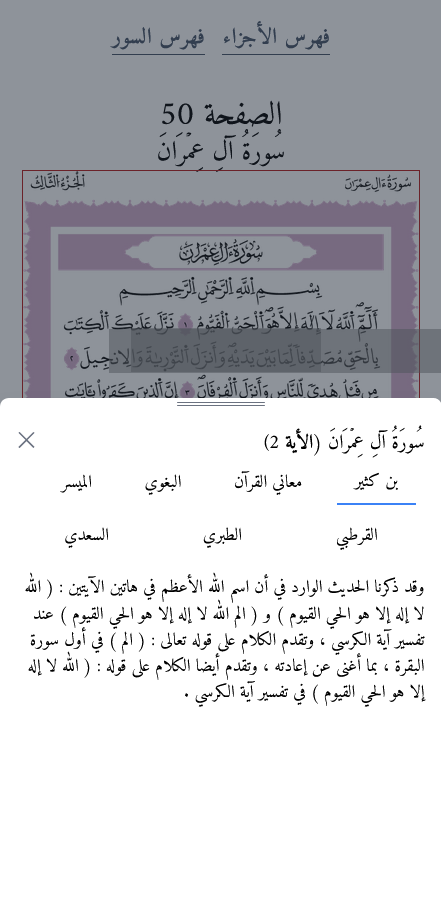 فهرس الأجزاء فهرس السور
الصفحة 50
سُورَةُ آلِ عِمۡرَانَ
سُورَةُ ءَالِ عِمْرَانَ الجُزْءُ الثَّالِثُ
سُورَةُ ءَالِ عِمْرَانَ
بِسْمِ ٱللَّهِ ٱلرَّحْمَٰنِ ٱلرَّحِيمِ
الٓمٓ ٱللَّهُ لَآ إِلَٰهَ إِلَّا هُوَ ٱلْحَىُّ ٱلْقَيُّومُ ١ نَزَّلَ عَلَيْكَ ٱلْكِتَٰبَ
بِٱلْحَقِّ مُصَدِّقًا لِّمَا بَيْنَ يَدَيْهِ وَأَنزَلَ ٱلتَّوْرَىٰةَ وَٱلْإِنجِيلَ ٢
مِن قَبْلُ هُدًى لِّلنَّاسِ وَأَنزَلَ ٱلْفُرْقَانَ ٣ إِنَّ ٱلَّذِينَ كَفَرُوا۟ بِـَٔايَٰتِ
سُورَةُ آلِ عِمۡرَانَ (الأية 2)
بن كثير معاني القرآن البغوي الميسر
القرطبي الطبري السعدي
وقد ذكرنا الحديث الوارد في أن اسم الله الأعظم في هاتين الآيتين : ( الله
لا إله إلا هو الحي القيوم ) و ( الم الله لا إله إلا هو الحي القيوم ) عند
تفسير آية الكرسي ، وتقدم الكلام على قوله تعالى : ( الم ) في أول سورة
البقرة ، بما أغنى عن إعادته ، وتقدم أيضا الكلام على قوله : ( الله لا إله
إلا هو الحي القيوم ) في تفسير آية الكرسي .